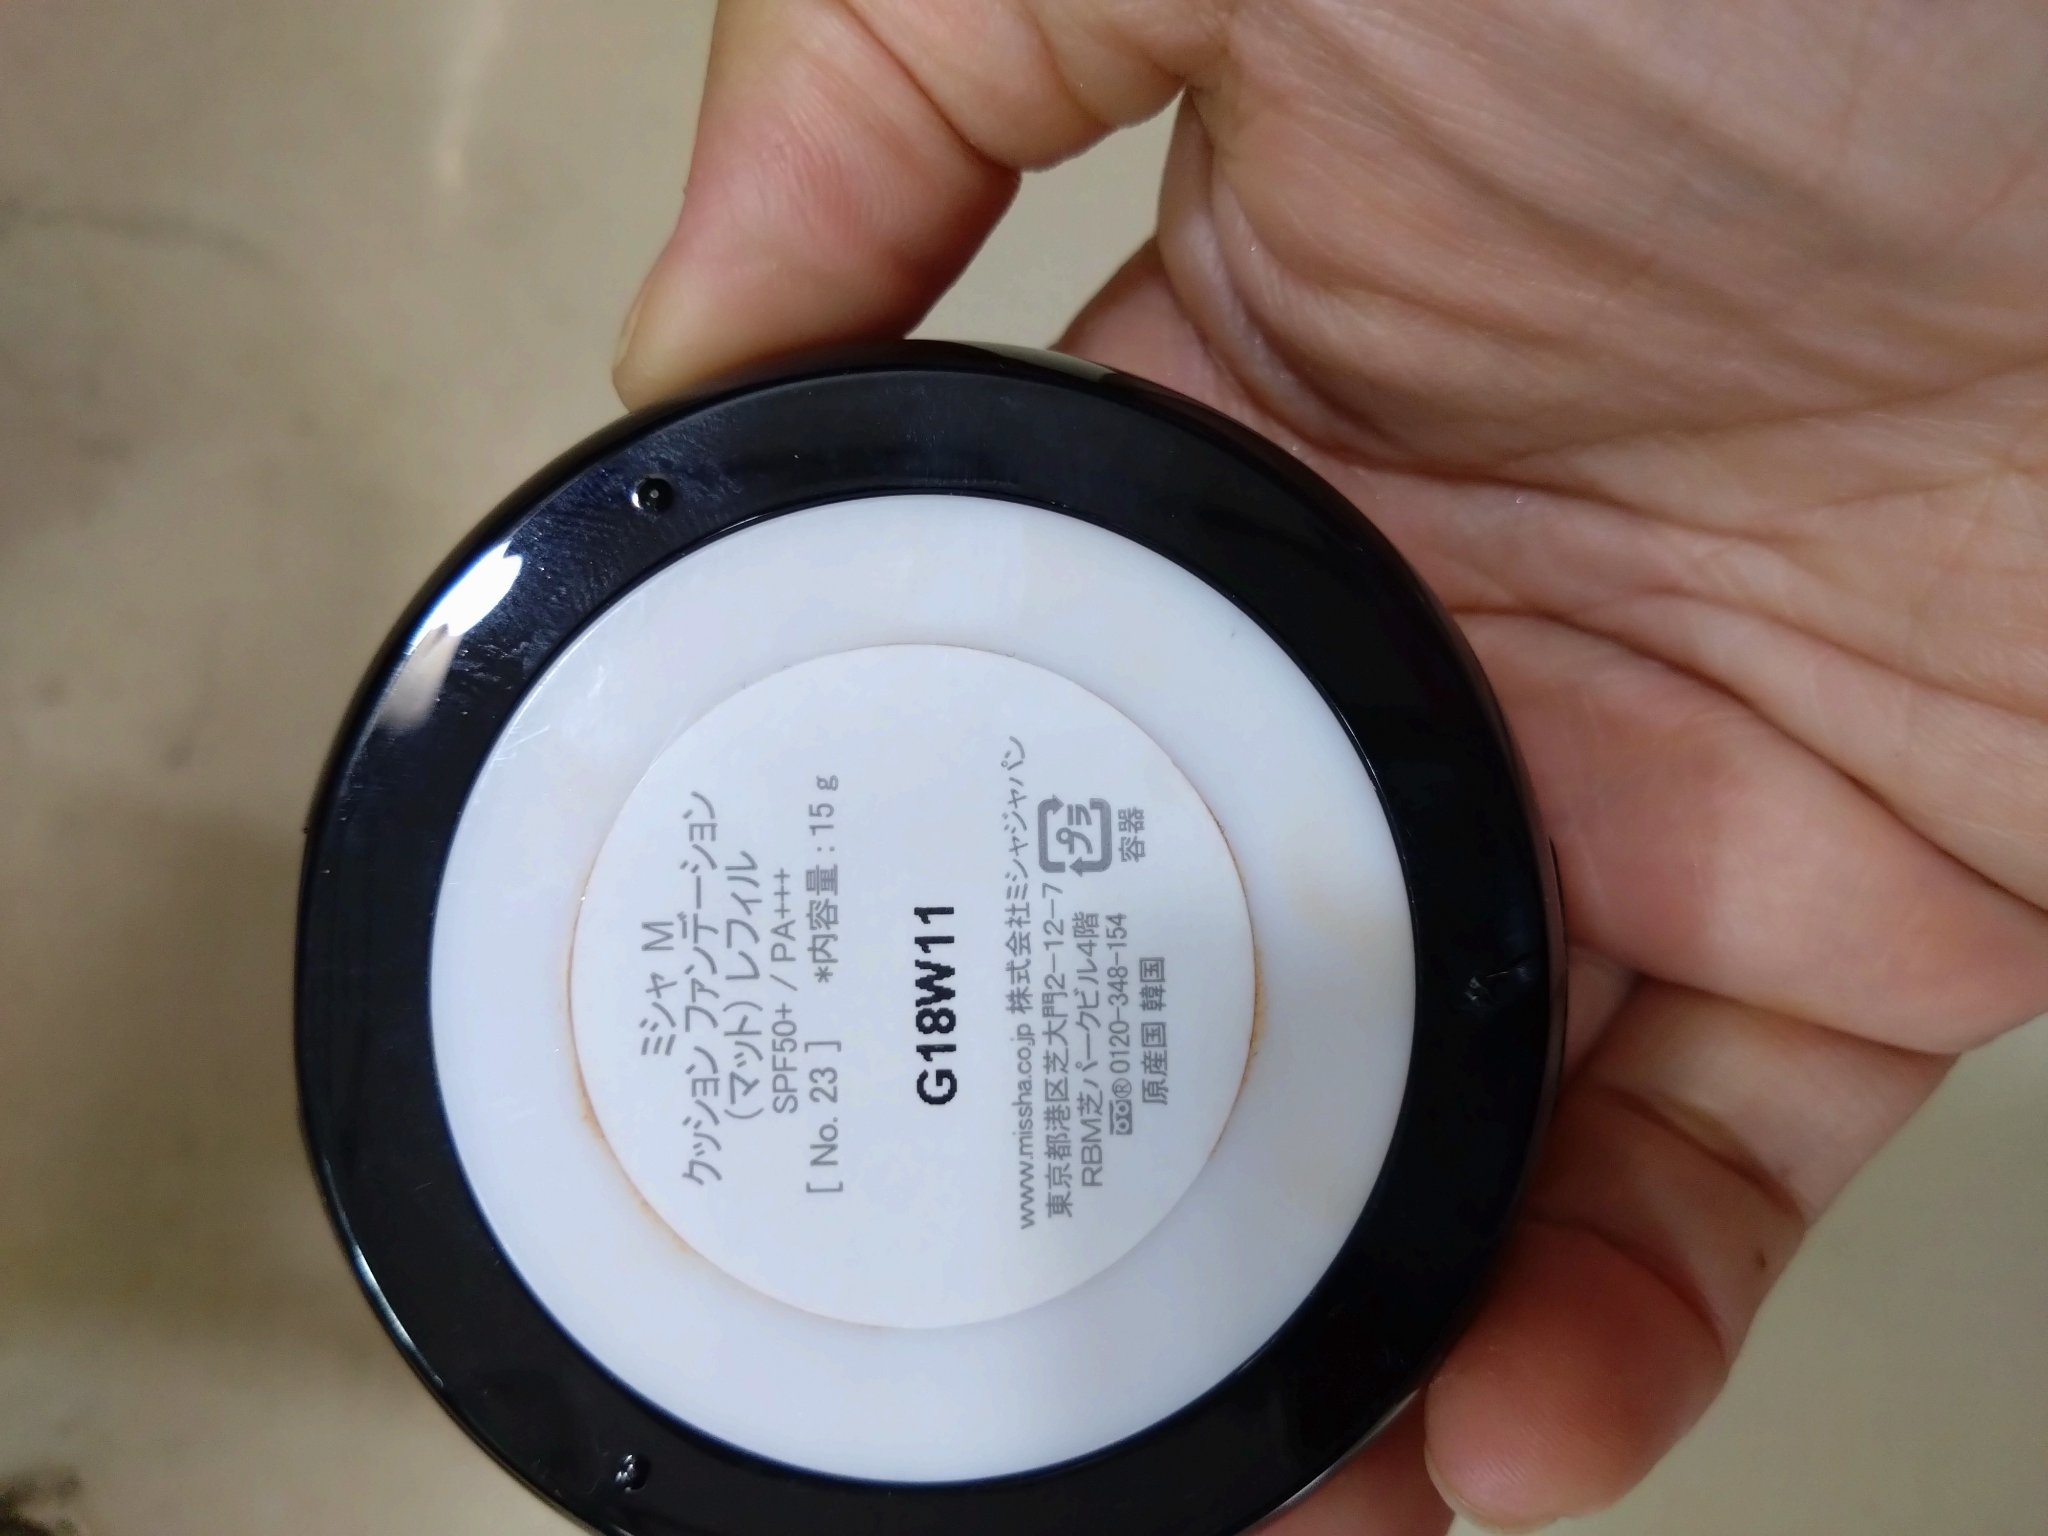 ミシャ M
クッション ファンデーション
(マット) レフィル
SPF50+ / PA+++
[ No. 23 ] *内容量 : 15 g
G18W11
www.missha.co.jp 株式会社ミシャジャパン
東京都港区芝大門2-12-7
RBM芝パークビル4階
0120-348-154
原産国 韓国
プラ
容器